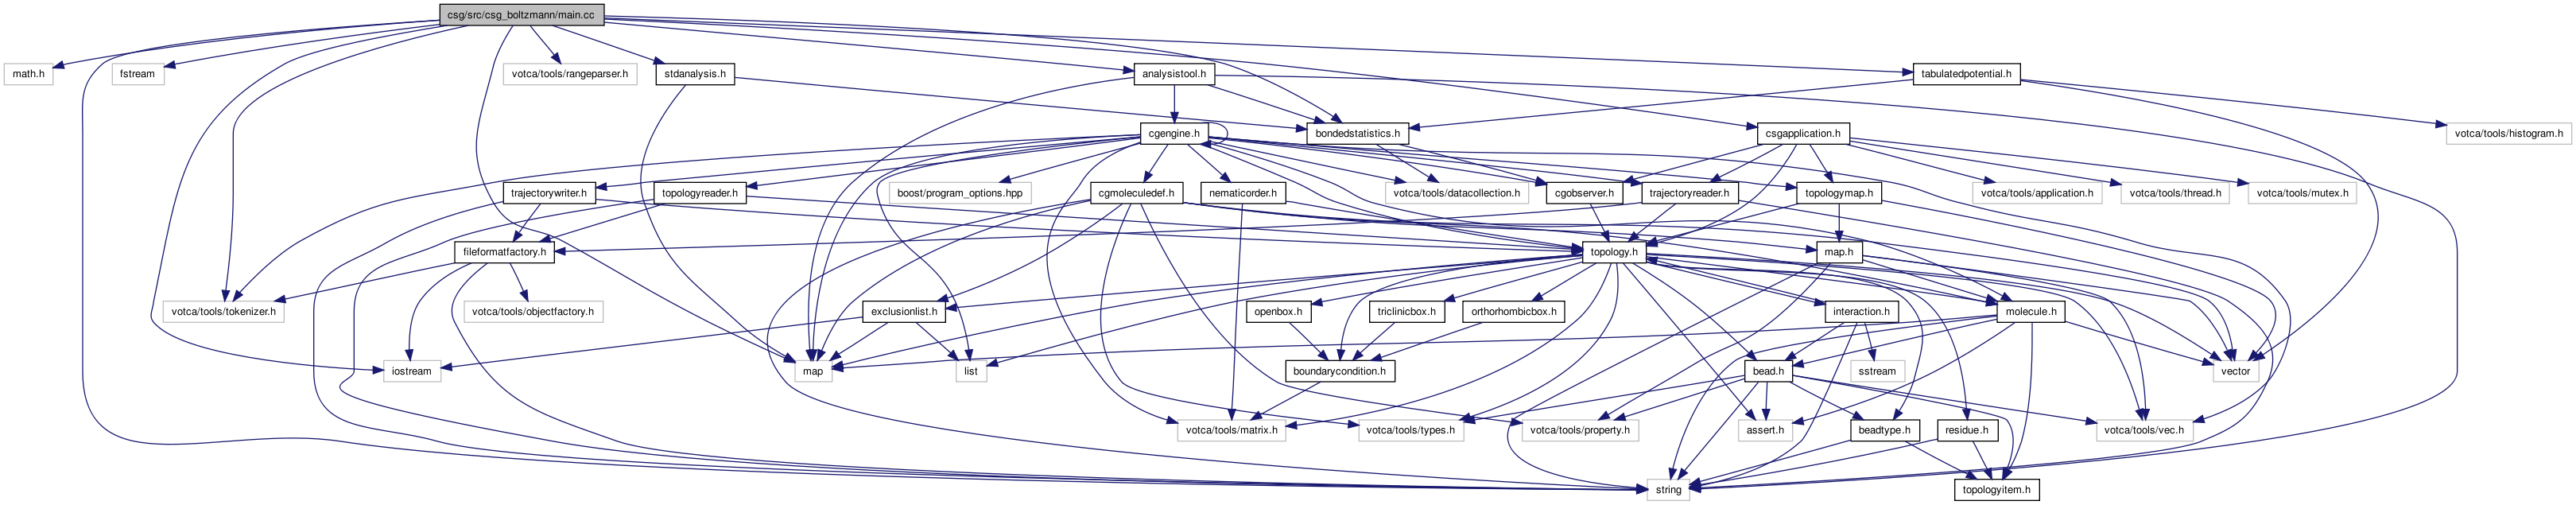 csg/src/csg_boltzmann/main.cc
math.h
fstream
votca/tools/rangeparser.h
stdanalysis.h
analysistool.h
tabulatedpotential.h
cgengine.h
bondedstatistics.h
csgapplication.h
votca/tools/histogram.h
trajectorywriter.h
topologyreader.h
boost/program_options.hpp
cgmoleculedef.h
nematicorder.h
votca/tools/datacollection.h
cgobserver.h
trajectoryreader.h
topologymap.h
votca/tools/application.h
votca/tools/thread.h
votca/tools/mutex.h
fileformatfactory.h
topology.h
map.h
votca/tools/tokenizer.h
votca/tools/objectfactory.h
exclusionlist.h
openbox.h
triclinicbox.h
orthorhombicbox.h
interaction.h
molecule.h
iostream
map
list
boundarycondition.h
bead.h
sstream
vector
votca/tools/matrix.h
votca/tools/types.h
votca/tools/property.h
assert.h
beadtype.h
residue.h
votca/tools/vec.h
string
topologyitem.h